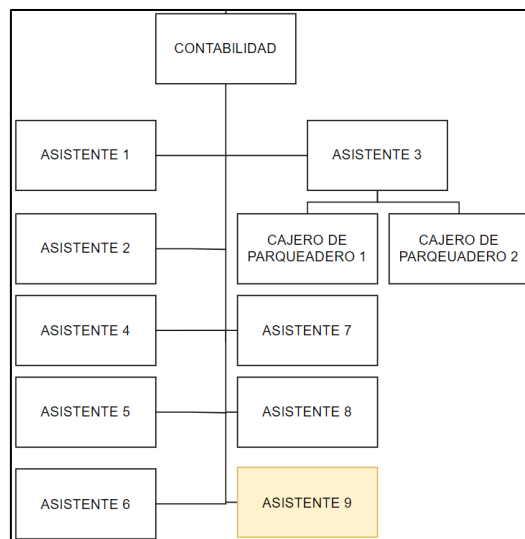 CONTABILIDAD
ASISTENTE 1
ASISTENTE 3
ASISTENTE 2
CAJERO DE
PARQUEADERO 1
CAJERO DE
PARQEUADERO 2
ASISTENTE 4
ASISTENTE 7
ASISTENTE 5
ASISTENTE 8
ASISTENTE 6
ASISTENTE 9